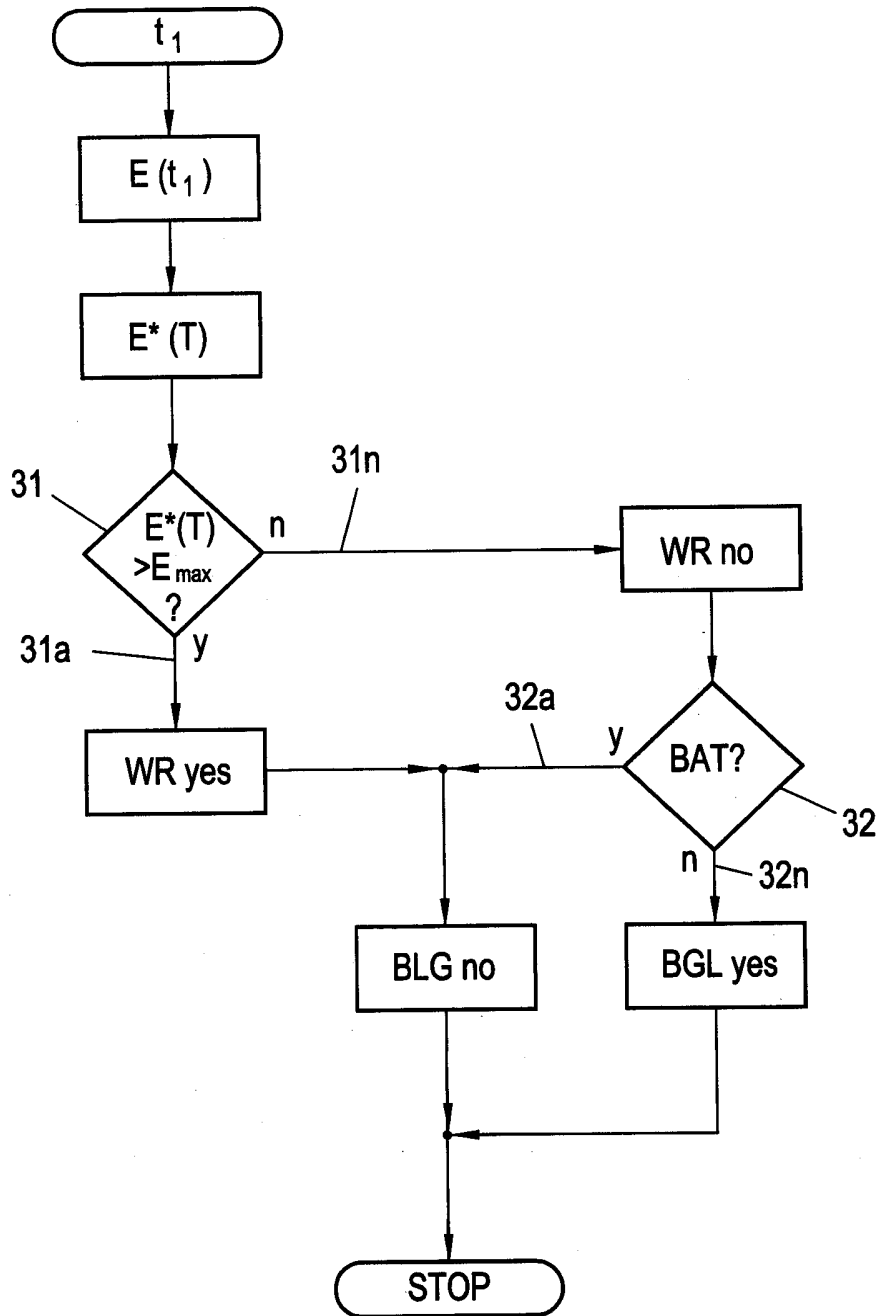 t1
E (t1)
E* (T)
31
E*(T)
>Emax
?
n
31n
WR no
31a
y
WR yes
32a
y
BAT?
32
n
32n
BLG no
BGL yes
STOP